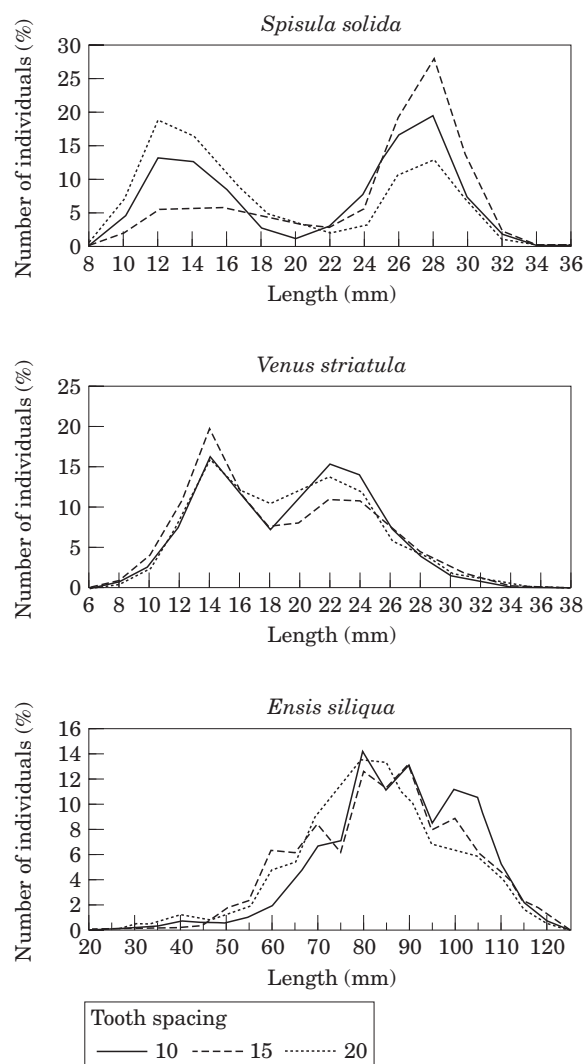 Spisula solida
Number of individuals (%)
30
25
20
15
10
5
0
8 10 12 14 16 18 20 22 24 26 28 30 32 34 36
Length (mm)
Venus striatula
Number of individuals (%)
25
20
15
10
5
0
6 8 10 12 14 16 18 20 22 24 26 28 30 32 34 36 38
Length (mm)
Ensis siliqua
Number of individuals (%)
16
14
12
10
8
6
4
2
0
20 30 40 50 60 70 80 90 100 110 120
Length (mm)
Tooth spacing
10 15 20